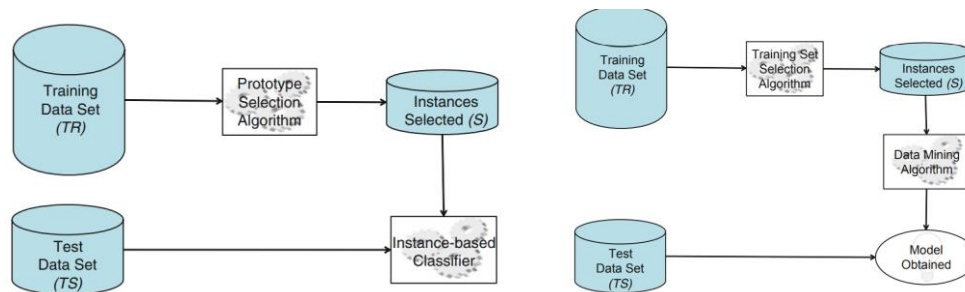 Training
Data Set
(TR)
Prototype
Selection
Algorithm
Instances
Selected (S)
Test
Data Set
(TS)
Instance-based
Classifier
Training
Data Set
(TR)
Training Set
Selection
Algorithm
Instances
Selected (S)
Data Mining
Algorithm
Test
Data Set
(TS)
Model
Obtained